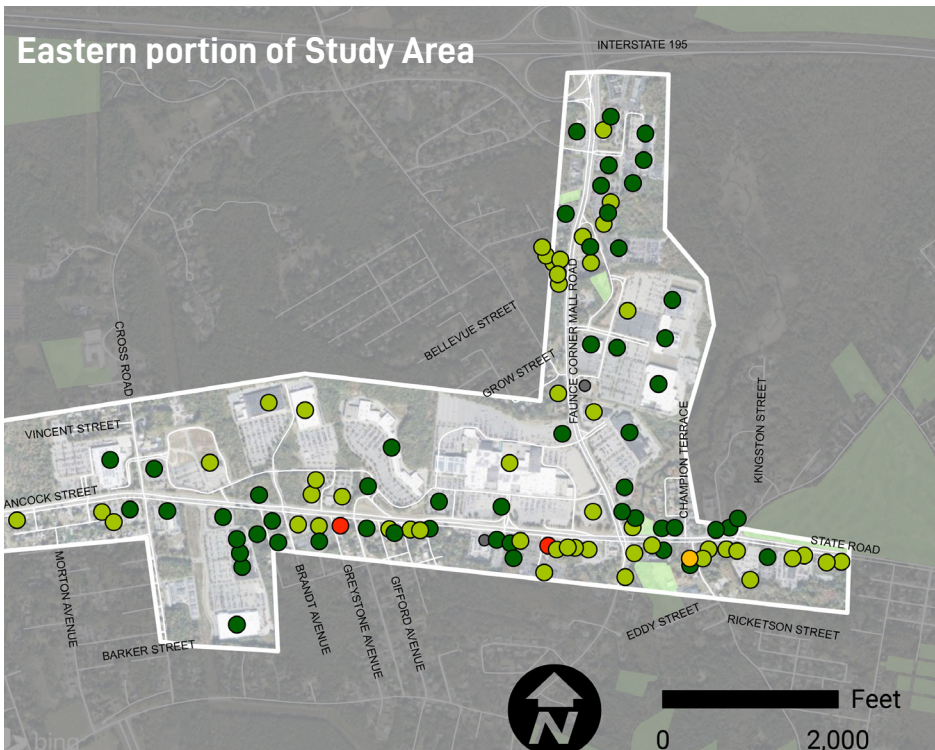 Eastern portion of Study Area
INTERSTATE 195
BELLEVUE STREET
FAUNCE CORNER MALL ROAD
CROSS ROAD
GROW STREET
CHAMPION TERRACE
KINGSTON STREET
VINCENT STREET
ANCOCK STREET
STATE ROAD
MORTON AVENUE
BRANDT AVENUE
GREYSTONE AVENUE
GIFFORD AVENUE
EDDY STREET
RICKETSON STREET
BARKER STREET
N
Feet
0 2,000
bing